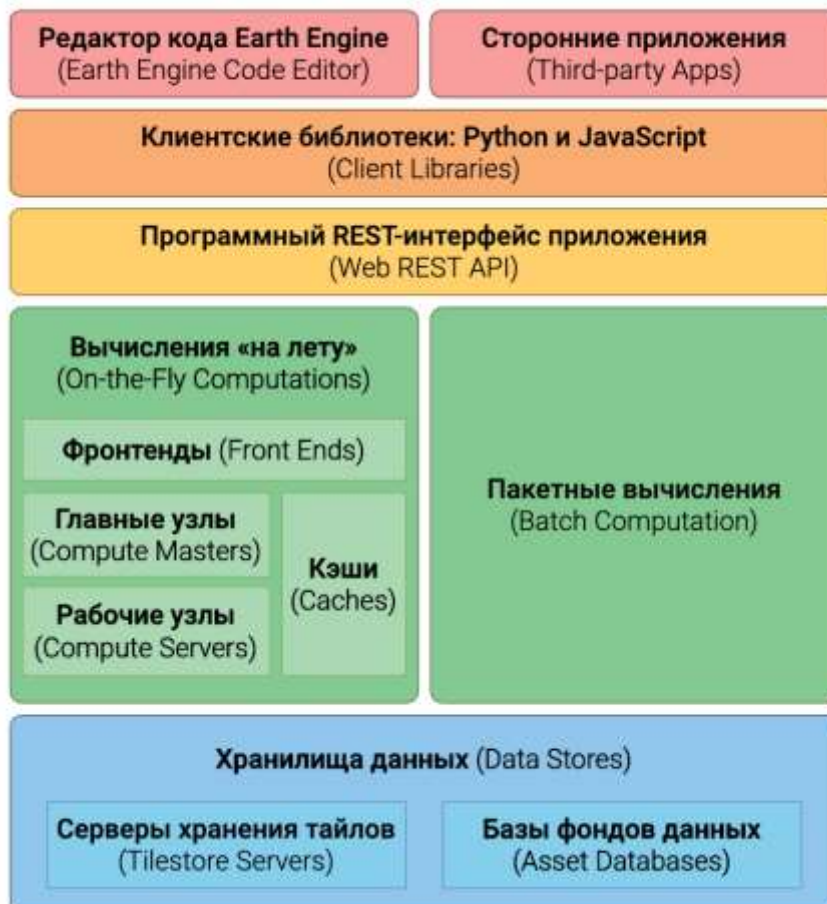 Редактор кода Earth Engine
(Earth Engine Code Editor)
Сторонние приложения
(Third-party Apps)
Клиентские библиотеки: Python и JavaScript
(Client Libraries)
Программный REST-интерфейс приложения
(Web REST API)
Вычисления «на лету»
(On-the-Fly Computations)
Фронтенды (Front Ends)
Главные узлы
(Compute Masters)
Рабочие узлы
(Compute Servers)
Кэши
(Caches)
Пакетные вычисления
(Batch Computation)
Хранилища данных (Data Stores)
Серверы хранения тайлов
(Tilestore Servers)
Базы фондов данных
(Asset Databases)